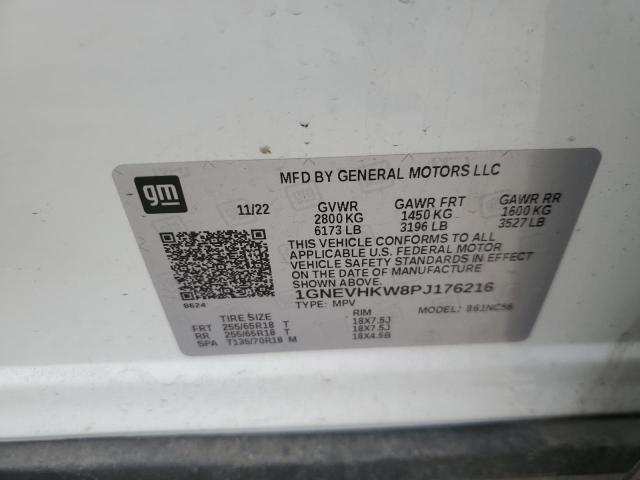 gm
MFD BY GENERAL MOTORS LLC
11/22 GVWR GAWR FRT GAWR RR
2800 KG 1450 KG 1600 KG
6173 LB 3196 LB 3527 LB
THIS VEHICLE CONFORMS TO ALL
APPLICABLE U.S. FEDERAL MOTOR
VEHICLE SAFETY STANDARDS IN EFFECT
ON THE DATE OF MANUFACTURE
SHOWN ABOVE.
1GNEVHKW8PJ176216
8624
TYPE: MPV MODEL: 861NC56
TIRE SIZE RIM
FRT 255/65R18 T 18X7.5J
RR 255/65R18 T 18X7.5J
SPA T135/70R18 M 18X4.5B